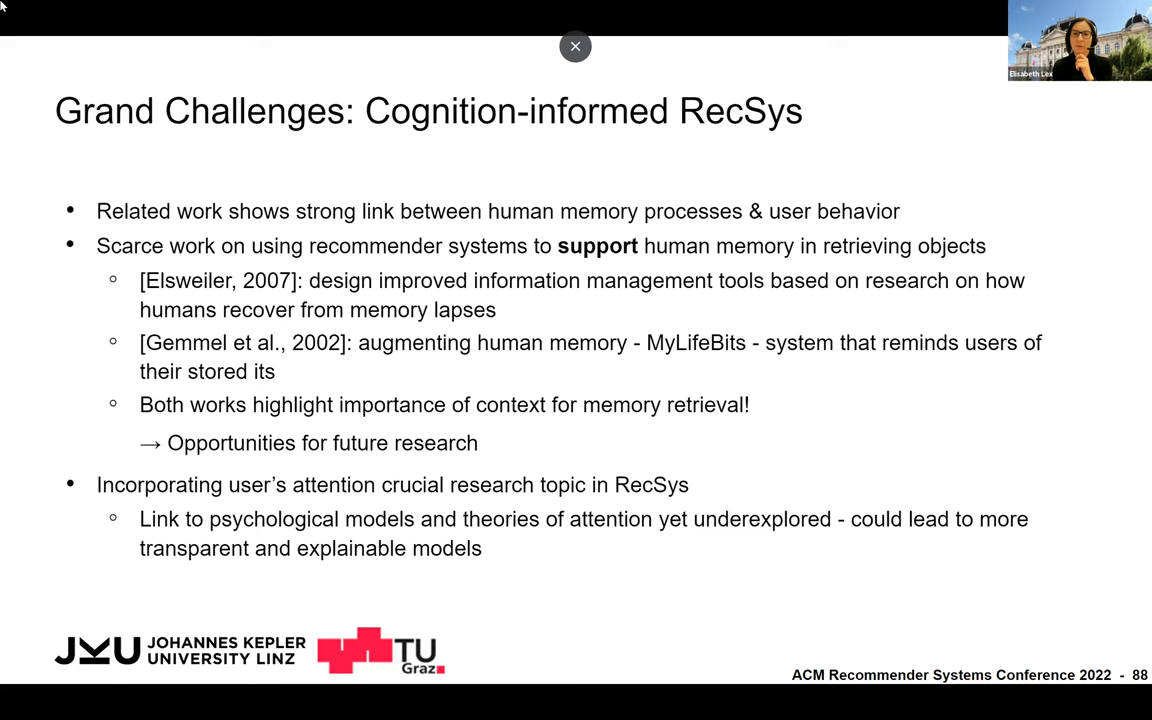 Elisabeth Lex
Grand Challenges: Cognition-informed RecSys
• Related work shows strong link between human memory processes & user behavior
• Scarce work on using recommender systems to support human memory in retrieving objects
○ [Elsweiler, 2007]: design improved information management tools based on research on how
humans recover from memory lapses
○ [Gemmel et al., 2002]: augmenting human memory - MyLifeBits - system that reminds users of
their stored its
○ Both works highlight importance of context for memory retrieval!
→ Opportunities for future research
• Incorporating user’s attention crucial research topic in RecSys
○ Link to psychological models and theories of attention yet underexplored - could lead to more
transparent and explainable models
JKU JOHANNES KEPLER
UNIVERSITY LINZ
TU
Graz
ACM Recommender Systems Conference 2022 - 88